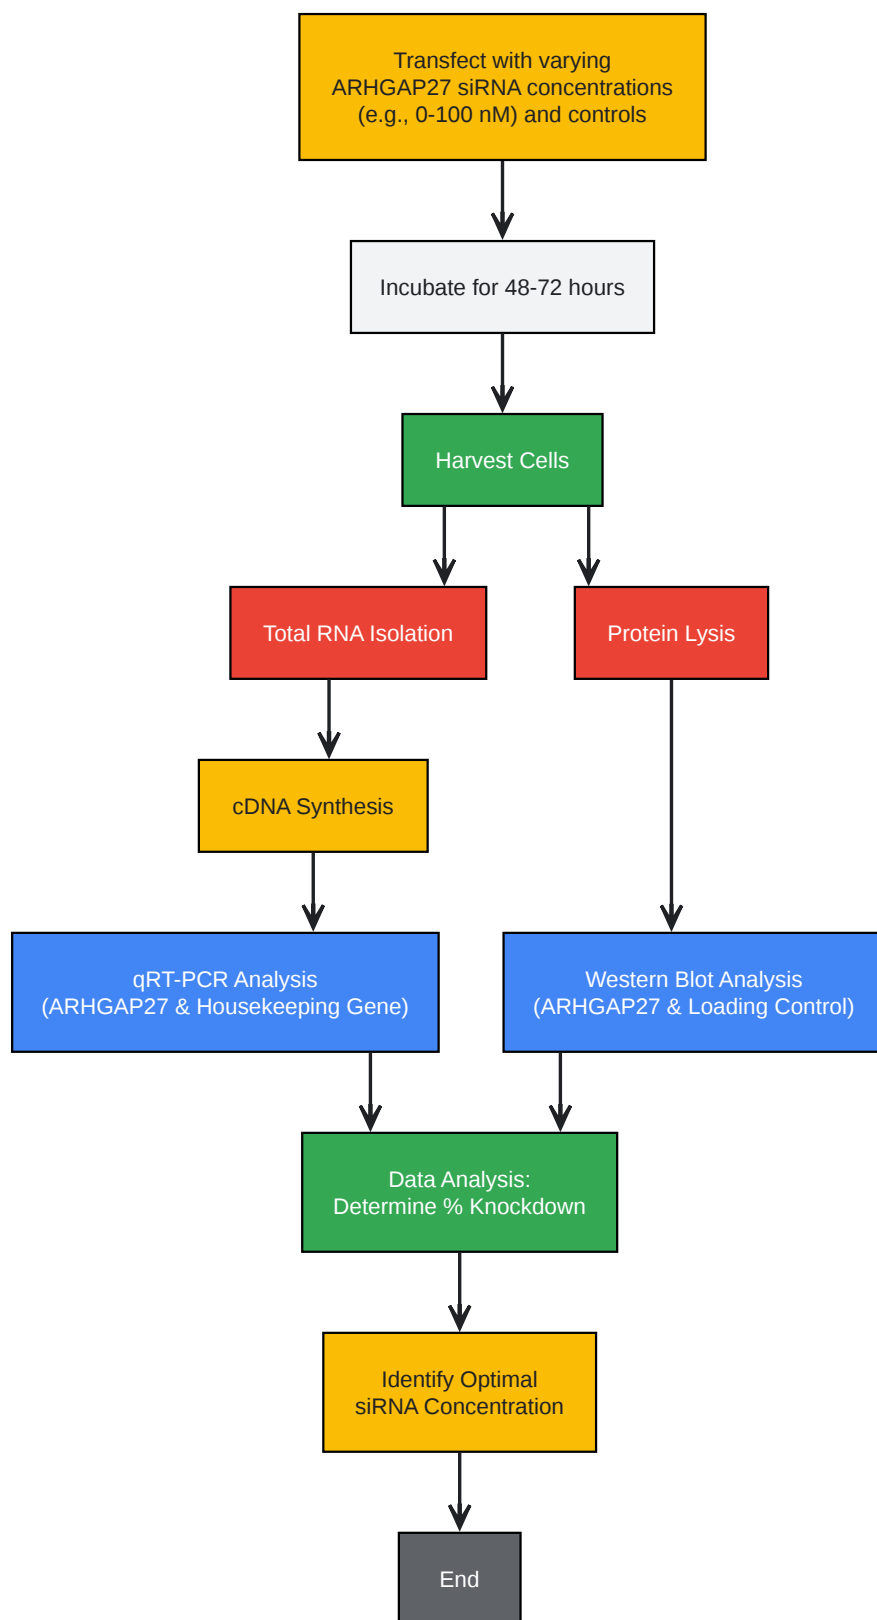 Transfect with varying
ARHGAP27 siRNA concentrations
(e.g., 0-100 nM) and controls
Incubate for 48-72 hours
Harvest Cells
Total RNA Isolation
Protein Lysis
cDNA Synthesis
qRT-PCR Analysis
(ARHGAP27 & Housekeeping Gene)
Western Blot Analysis
(ARHGAP27 & Loading Control)
Data Analysis:
Determine % Knockdown
Identify Optimal
siRNA Concentration
End